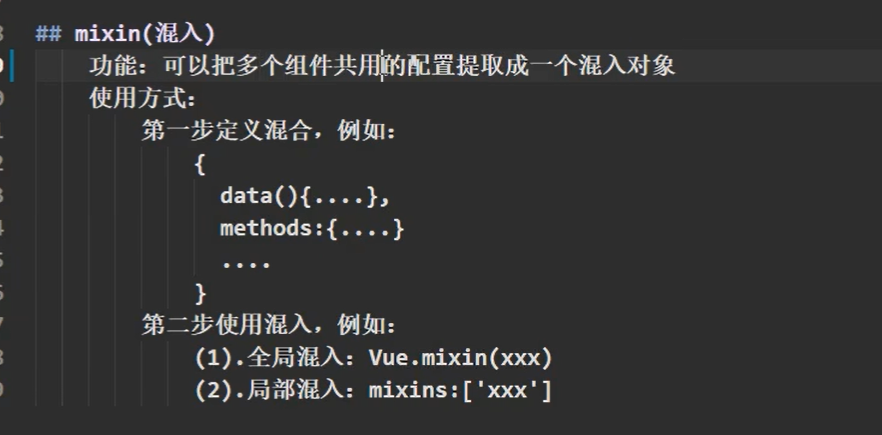 ## mixin(混入)
功能：可以把多个组件共用的配置提取成一个混入对象
使用方式：
第一步定义混合，例如：
{
data(){....},
methods:{....}
....
}
第二步使用混入，例如：
(1).全局混入：Vue.mixin(xxx)
(2).局部混入：mixins:['xxx']